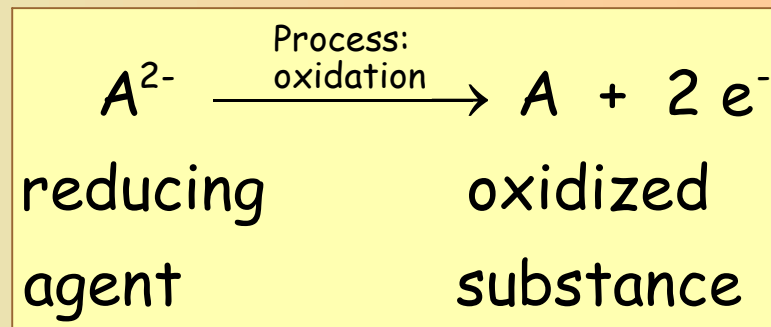 Process:
oxidation
A²⁻ → A + 2 e⁻
reducing oxidized
agent substance